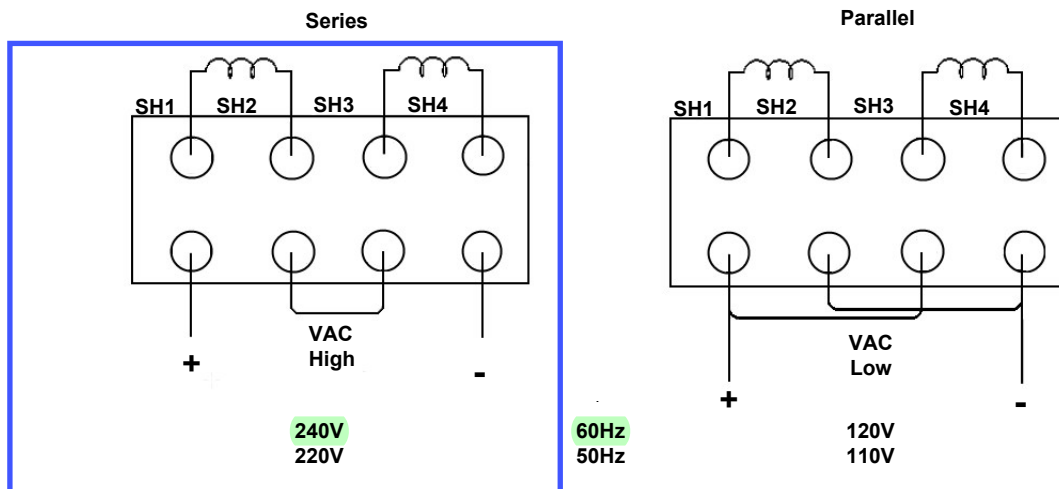 Series
Parallel
SH1 SH2 SH3 SH4
SH1 SH2 SH3 SH4
VAC
High
+
-
VAC
Low
+
-
240V 60Hz 120V
220V 50Hz 110V